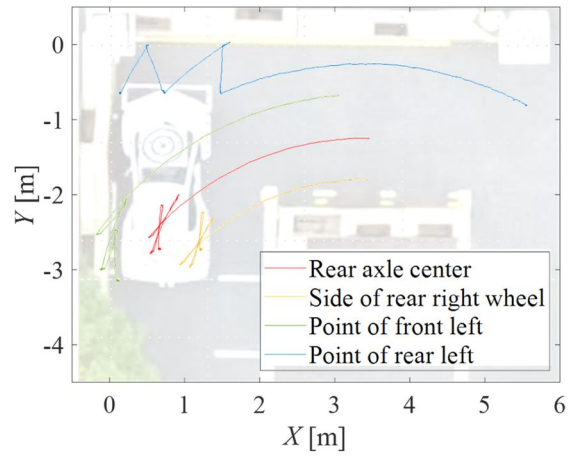 0
-1
-2
-3
-4
Y [m]
Rear axle center
Side of rear right wheel
Point of front left
Point of rear left
0 1 2 3 4 5 6
X [m]